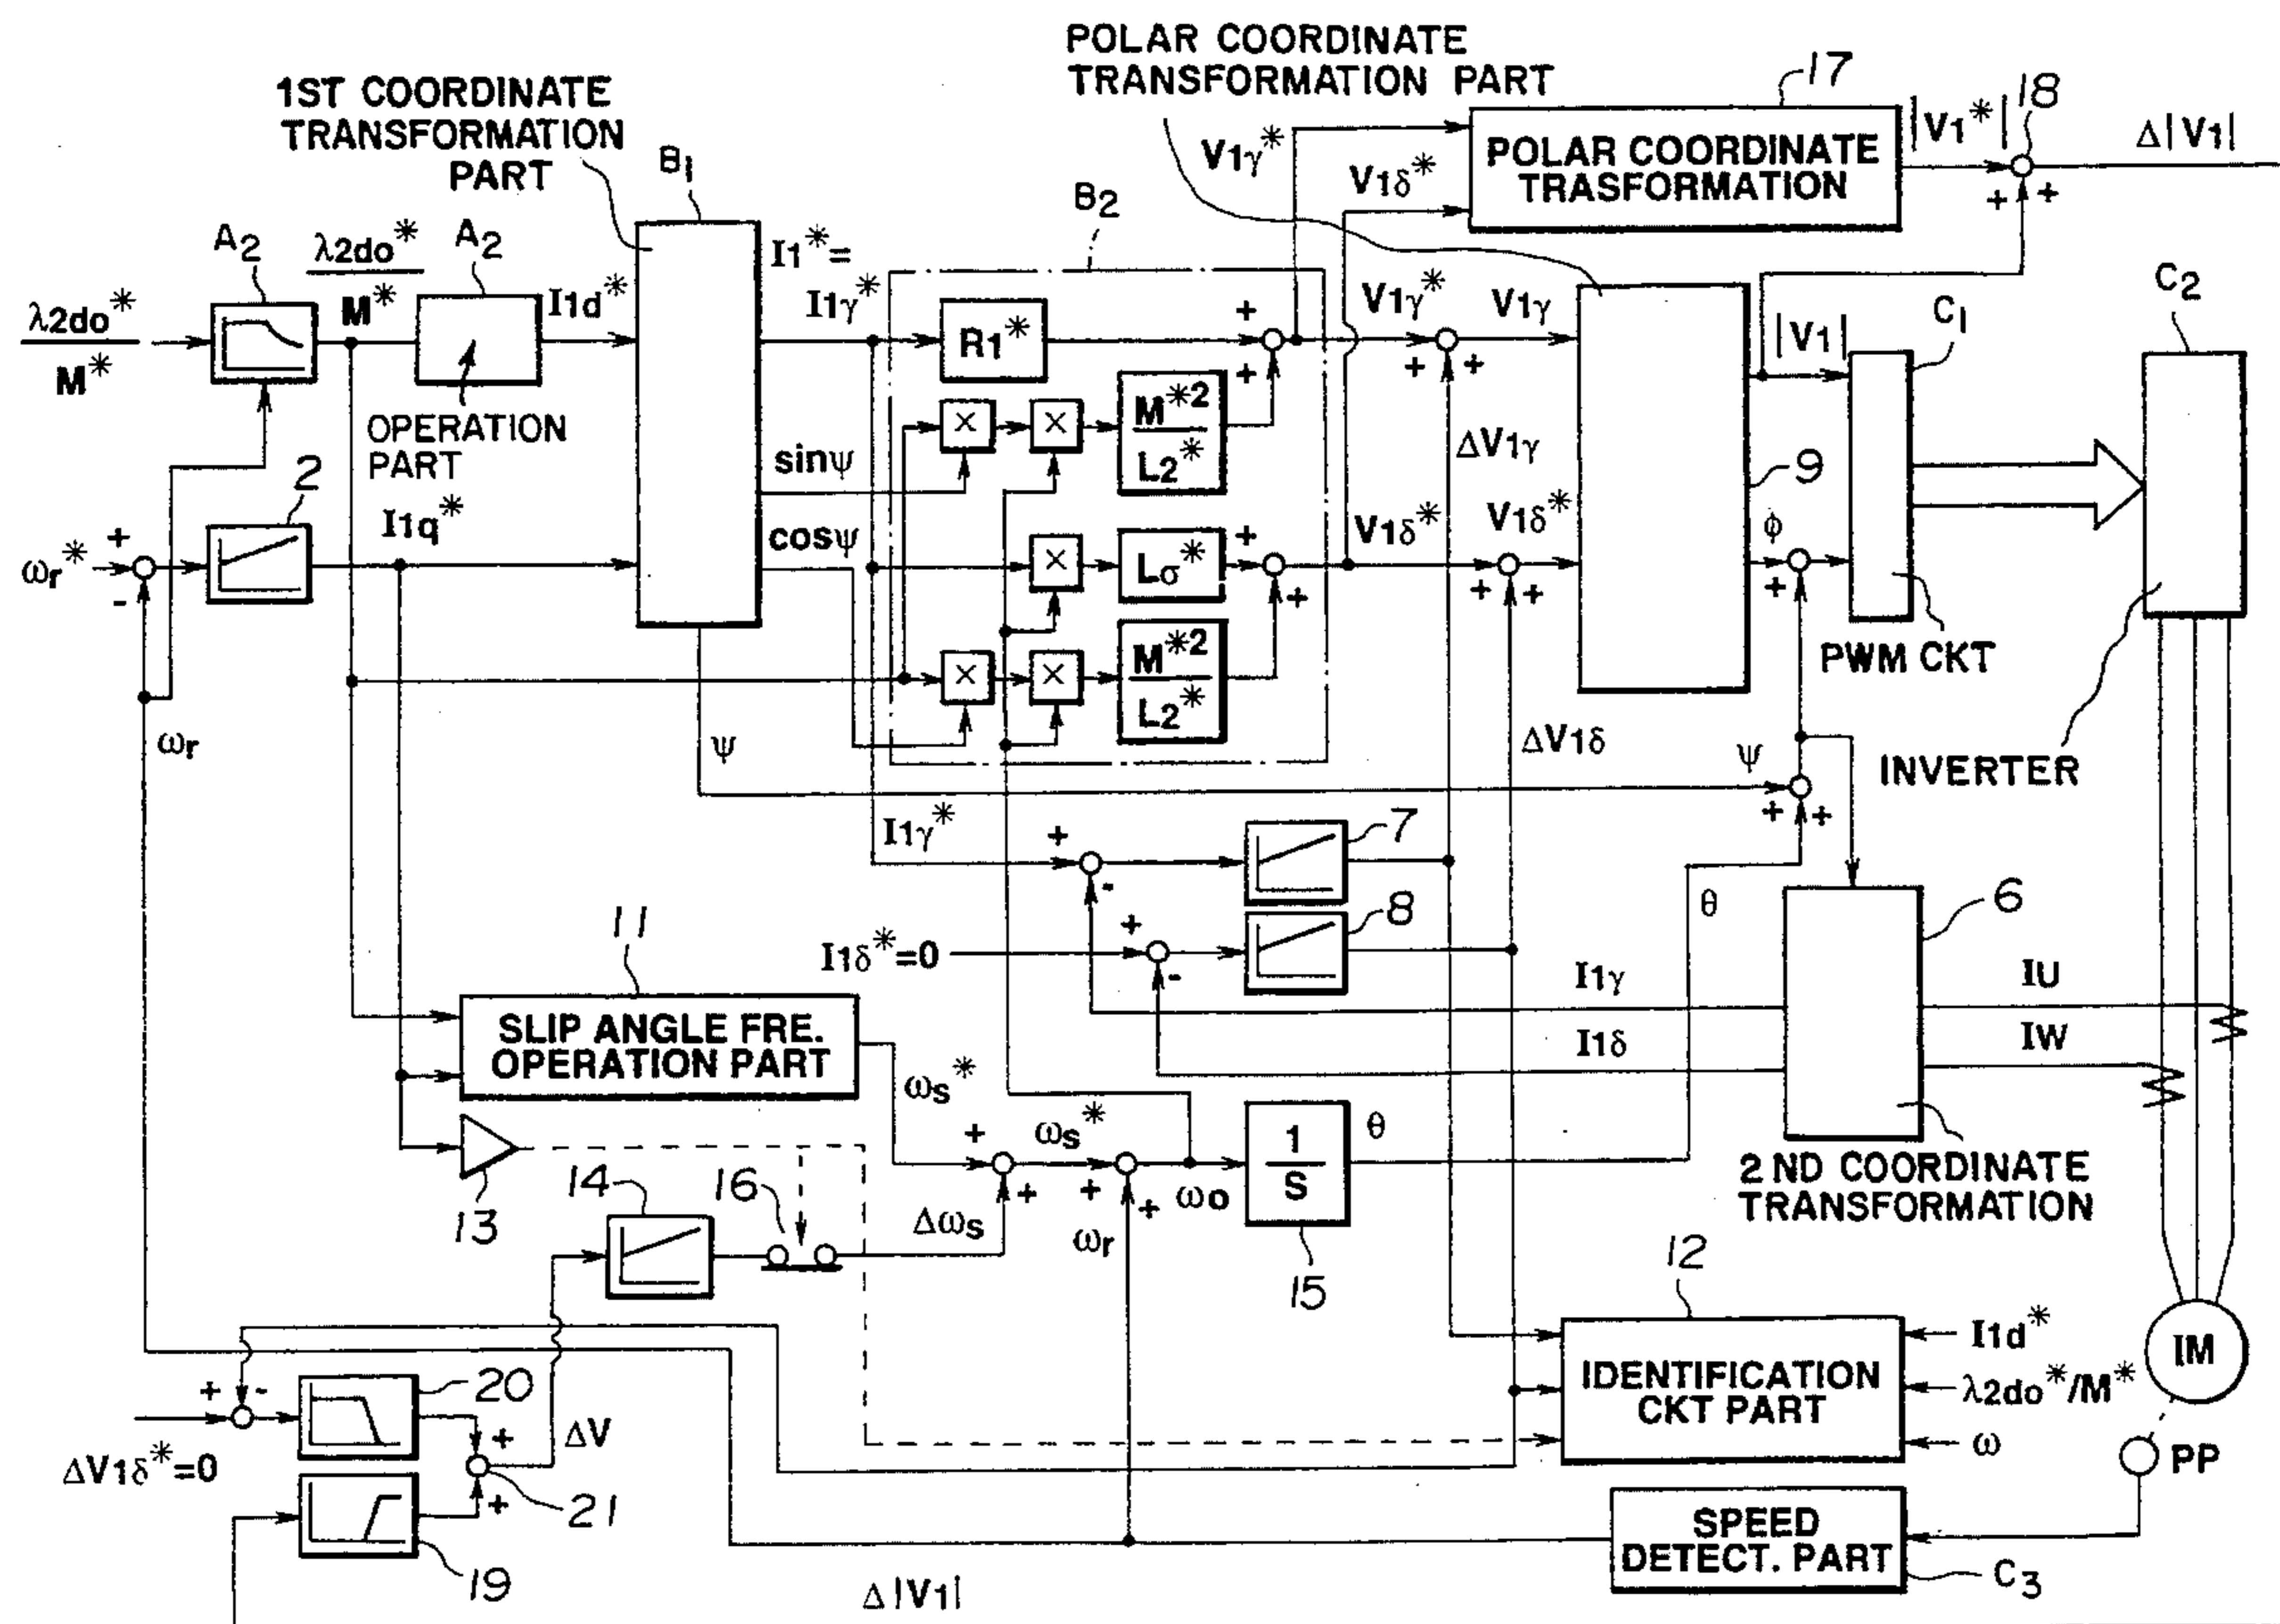 POLAR COORDINATE
TRANSFORMATION PART
1ST COORDINATE
TRANSFORMATION
PART
17
18
POLAR COORDINATE
TRASFORMATION
V1γ*
V1δ*
|V1*|
+ +
Δ|V1|
B1
B2
A2
λ2do*
M*
A2
λ2do*
M*
I1d*
OPERATION
PART
I1*=
I1γ*
R1*
+
+
V1γ*
V1γ
+ +
|V1|
C1
C2
× ×
M*2
L2*
sinψ
ΔV1γ
9
2
I1q*
ωr*
+
-
cosψ
×
Lσ*
+
+
V1δ*
V1δ*
+ +
φ
+
PWM CKT
× ×
M*2
L2*
ωr
ψ
ΔV1δ
ψ
+ +
INVERTER
I1γ*
+
-
7
I1δ*=0
+
-
8
θ
6
11
SLIP ANGLE FRE.
OPERATION PART
I1γ
IU
I1δ
IW
ωs*
13
14
16
Δωs
+
+
ωs*
+
+
ωr
ωo
1
S
15
θ
2ND COORDINATE
TRANSFORMATION
12
IDENTIFICATION
CKT PART
I1d*
λ2do*/M*
ω
IM
PP
+ -
20
ΔV1δ*=0
+
+
ΔV
21
19
SPEED
DETECT. PART
C3
Δ|V1|